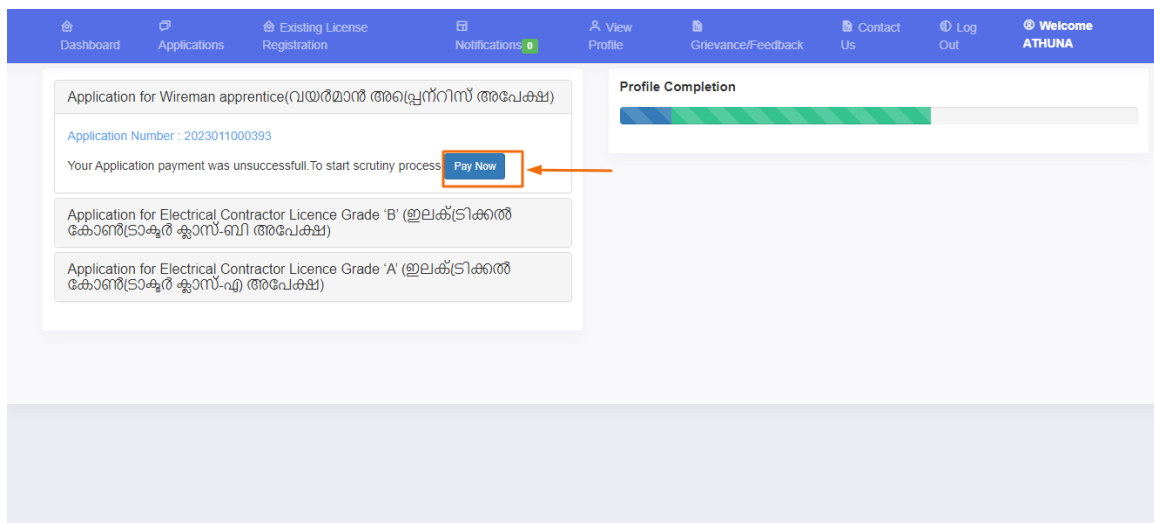 Dashboard
Applications
Existing License
Registration
Notifications 0
View
Profile
Grievance/Feedback
Contact
Us
Log
Out
Welcome
ATHUNA
Application for Wireman apprentice(വയർമാൻ അപ്രെന്റിസ് അപേക്ഷ)
Application Number : 2023011000393
Your Application payment was unsuccessfull.To start scrutiny process Pay Now
Application for Electrical Contractor Licence Grade ‘B’ (ഇലക്ട്രിക്കൽ
കോൺട്രാക്ടർ ക്ലാസ്-ബി അപേക്ഷ)
Application for Electrical Contractor Licence Grade ‘A’ (ഇലക്ട്രിക്കൽ
കോൺട്രാക്ടർ ക്ലാസ്-എ അപേക്ഷ)
Profile Completion